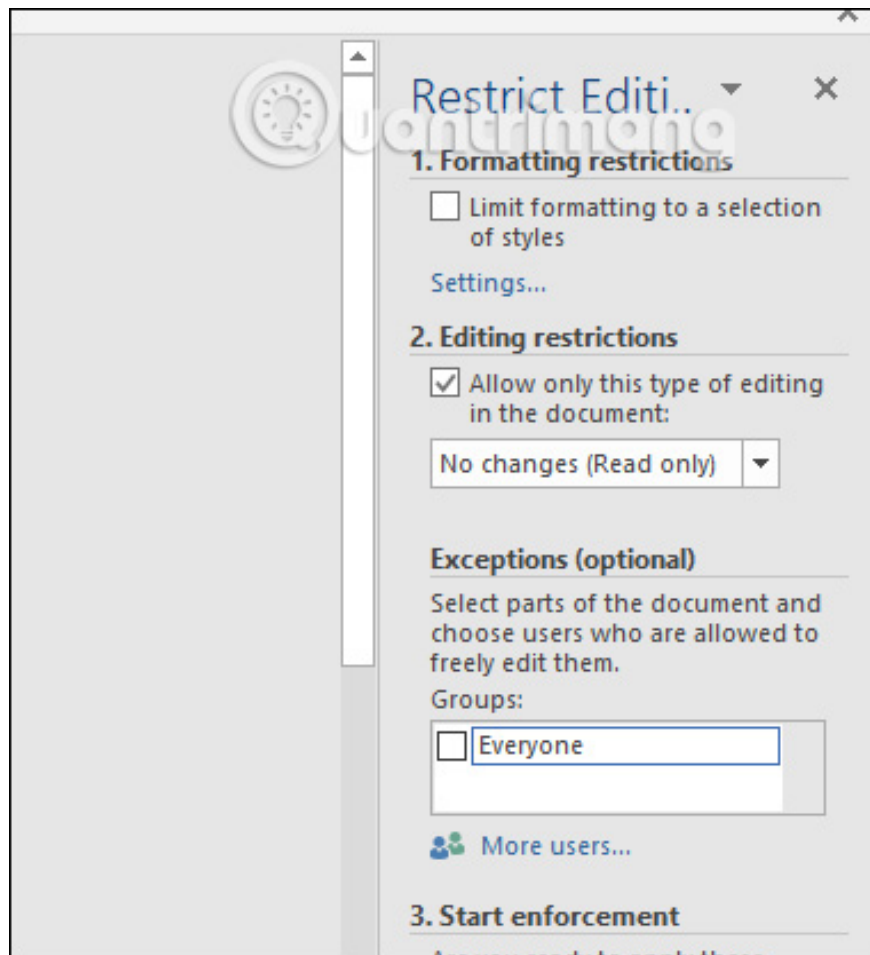 Restrict Editi..
Quantrimang
1. Formatting restrictions
Limit formatting to a selection
of styles
Settings...
2. Editing restrictions
Allow only this type of editing
in the document:
No changes (Read only)
Exceptions (optional)
Select parts of the document and
choose users who are allowed to
freely edit them.
Groups:
Everyone
More users...
3. Start enforcement